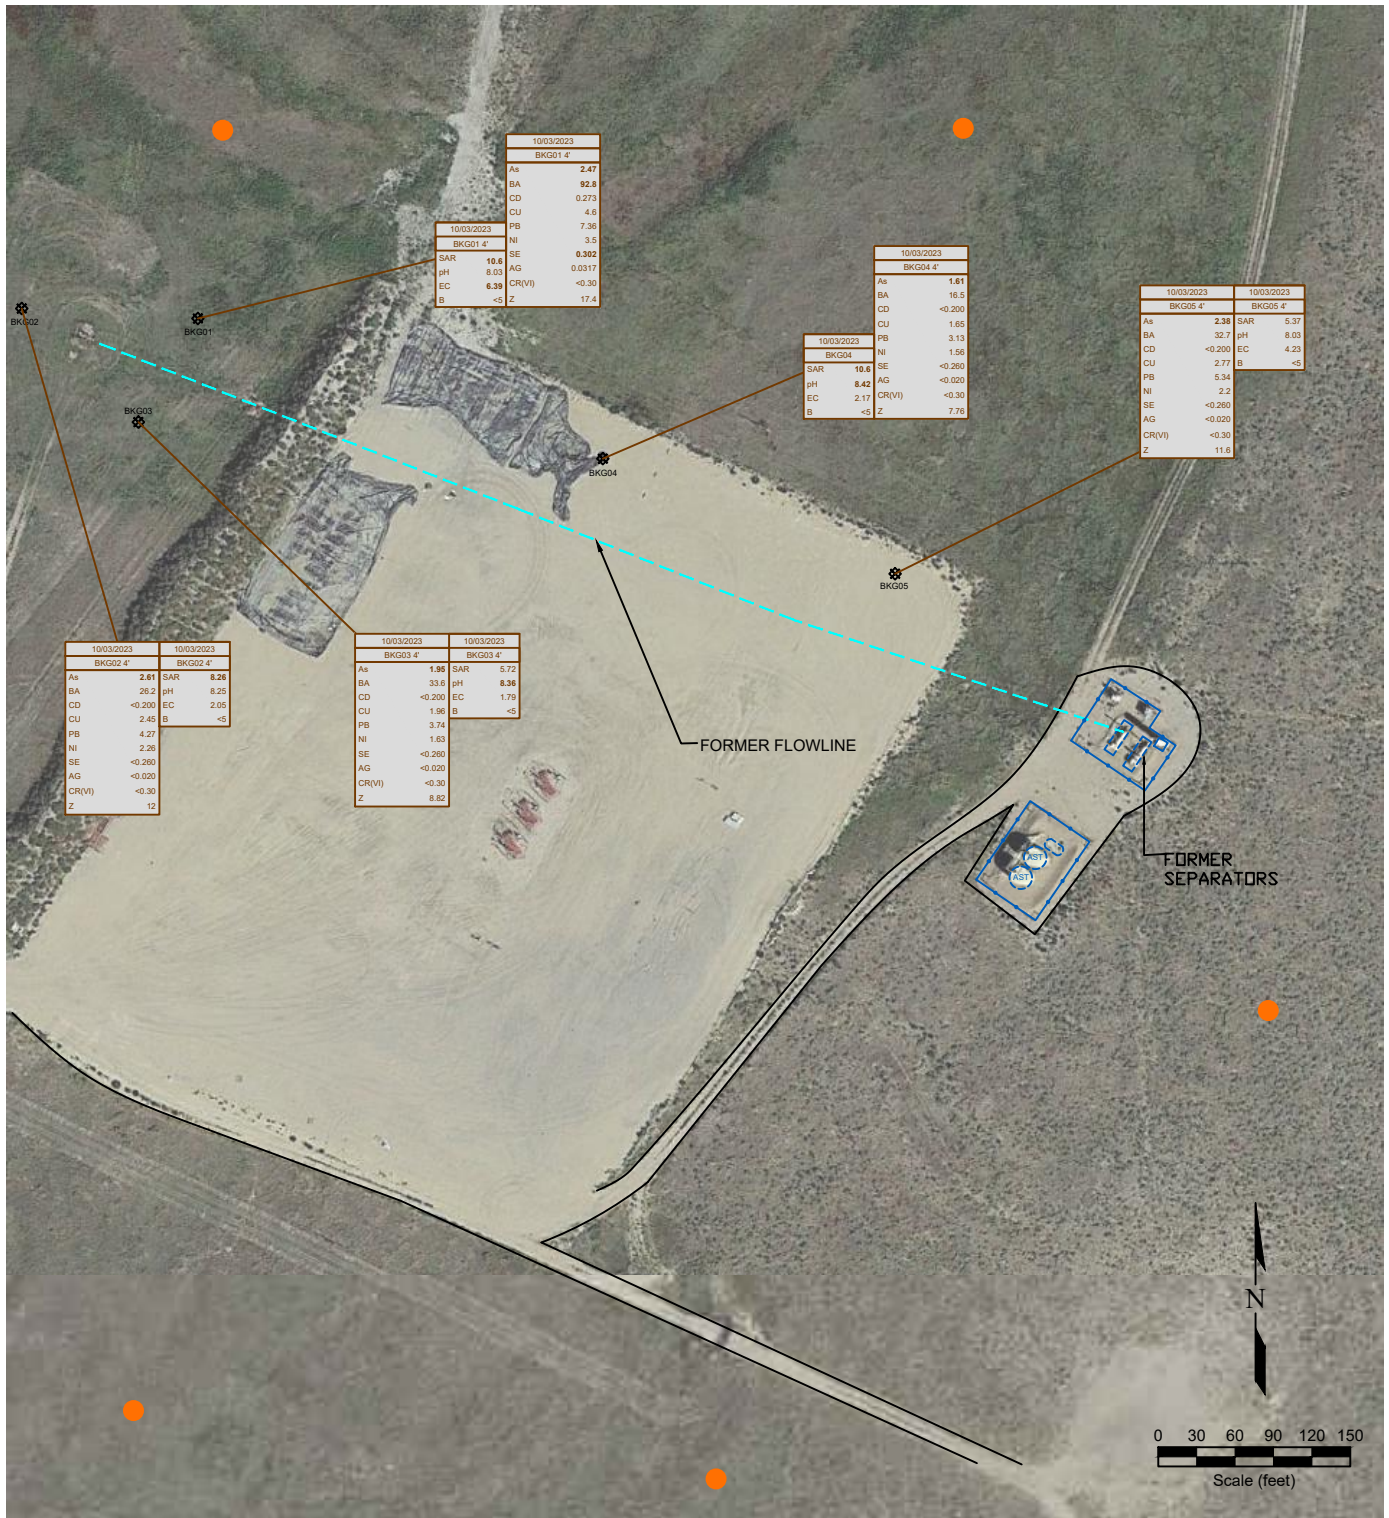 10/03/2023
BKG01 4'
As 2.47
BA 92.8
CD 0.273
CU 4.6
PB 7.36
NI 3.5
SE 0.302
AG 0.0317
CR(VI) <0.30
Z 17.4
10/03/2023
BKG01 4'
SAR 10.6
pH 8.03
EC 6.39
B <5
10/03/2023
BKG04 4'
As 1.61
BA 16.5
CD <0.200
CU 1.65
PB 3.13
NI 1.56
SE <0.260
AG <0.020
CR(VI) <0.30
Z 7.76
10/03/2023
BKG04
SAR 10.6
pH 8.42
EC 2.17
B <5
10/03/2023 10/03/2023
BKG05 4' BKG05 4'
As 2.38 SAR 5.37
BA 32.7 pH 8.03
CD <0.200 EC 4.23
CU 2.77 B <5
PB 5.34
NI 2.2
SE <0.260
AG <0.020
CR(VI) <0.30
Z 11.6
BKG02
BKG01
BKG03
BKG04
BKG05
10/03/2023 10/03/2023
BKG02 4' BKG02 4'
As 2.61 SAR 8.26
BA 26.2 pH 8.25
CD <0.200 EC 2.05
CU 2.45 B <5
PB 4.27
NI 2.26
SE <0.260
AG <0.020
CR(VI) <0.30
Z 12
10/03/2023 10/03/2023
BKG03 4' BKG03 4'
As 1.95 SAR 5.72
BA 33.6 pH 8.36
CD <0.200 EC 1.79
CU 1.96 B <5
PB 3.74
NI 1.63
SE <0.260
AG <0.020
CR(VI) <0.30
Z 8.82
FORMER FLOWLINE
FORMER
SEPARATORS
AST
AST
N
0 30 60 90 120 150
Scale (feet)